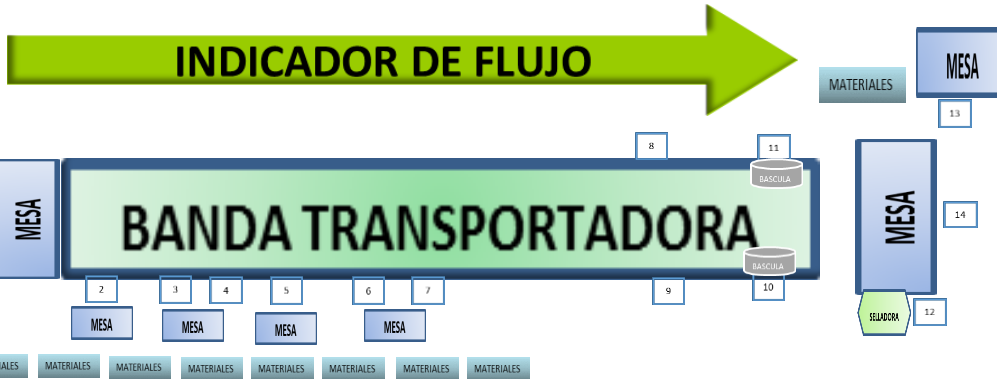 INDICADOR DE FLUJO
MESA
MATERIALES
13
8
11
BASCULA
MESA
BANDA TRANSPORTADORA
MESA
14
BASCULA
2
3
4
5
6
7
9
10
SELLADORA
12
MESA
MESA
MESA
MESA
IALES
MATERIALES
MATERIALES
MATERIALES
MATERIALES
MATERIALES
MATERIALES
MATERIALES